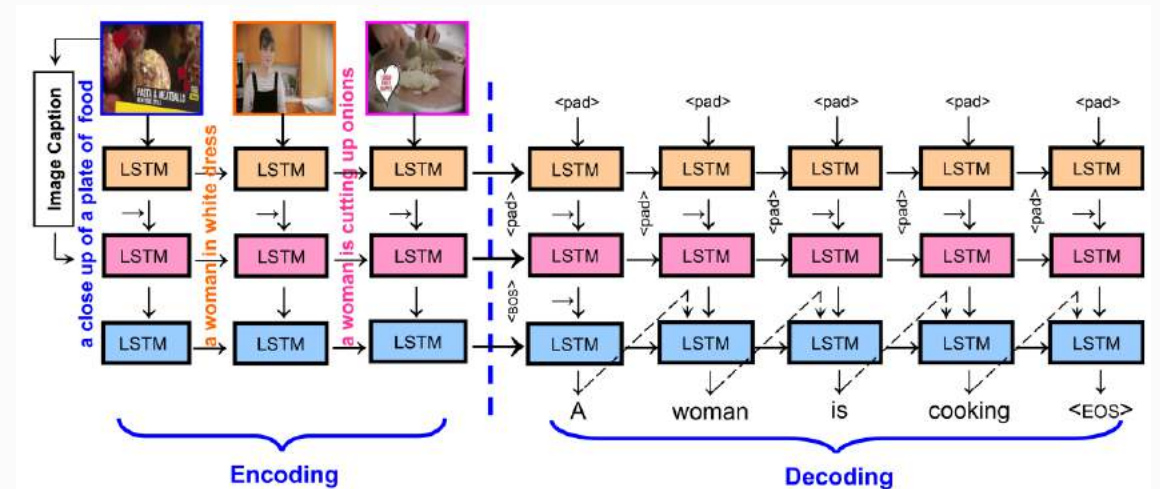 Image Caption
a close up of a plate of food
a woman in white dress
a woman is cutting up onions
PASTA & MEATBALLS
<pad> <pad> <pad> <pad> <pad>
LSTM LSTM LSTM LSTM LSTM LSTM LSTM LSTM
<pad> <pad> <pad> <pad> <pad>
LSTM LSTM LSTM LSTM LSTM LSTM LSTM LSTM
<BOS>
LSTM LSTM LSTM LSTM LSTM LSTM LSTM LSTM
A woman is cooking <EOS>
Encoding Decoding